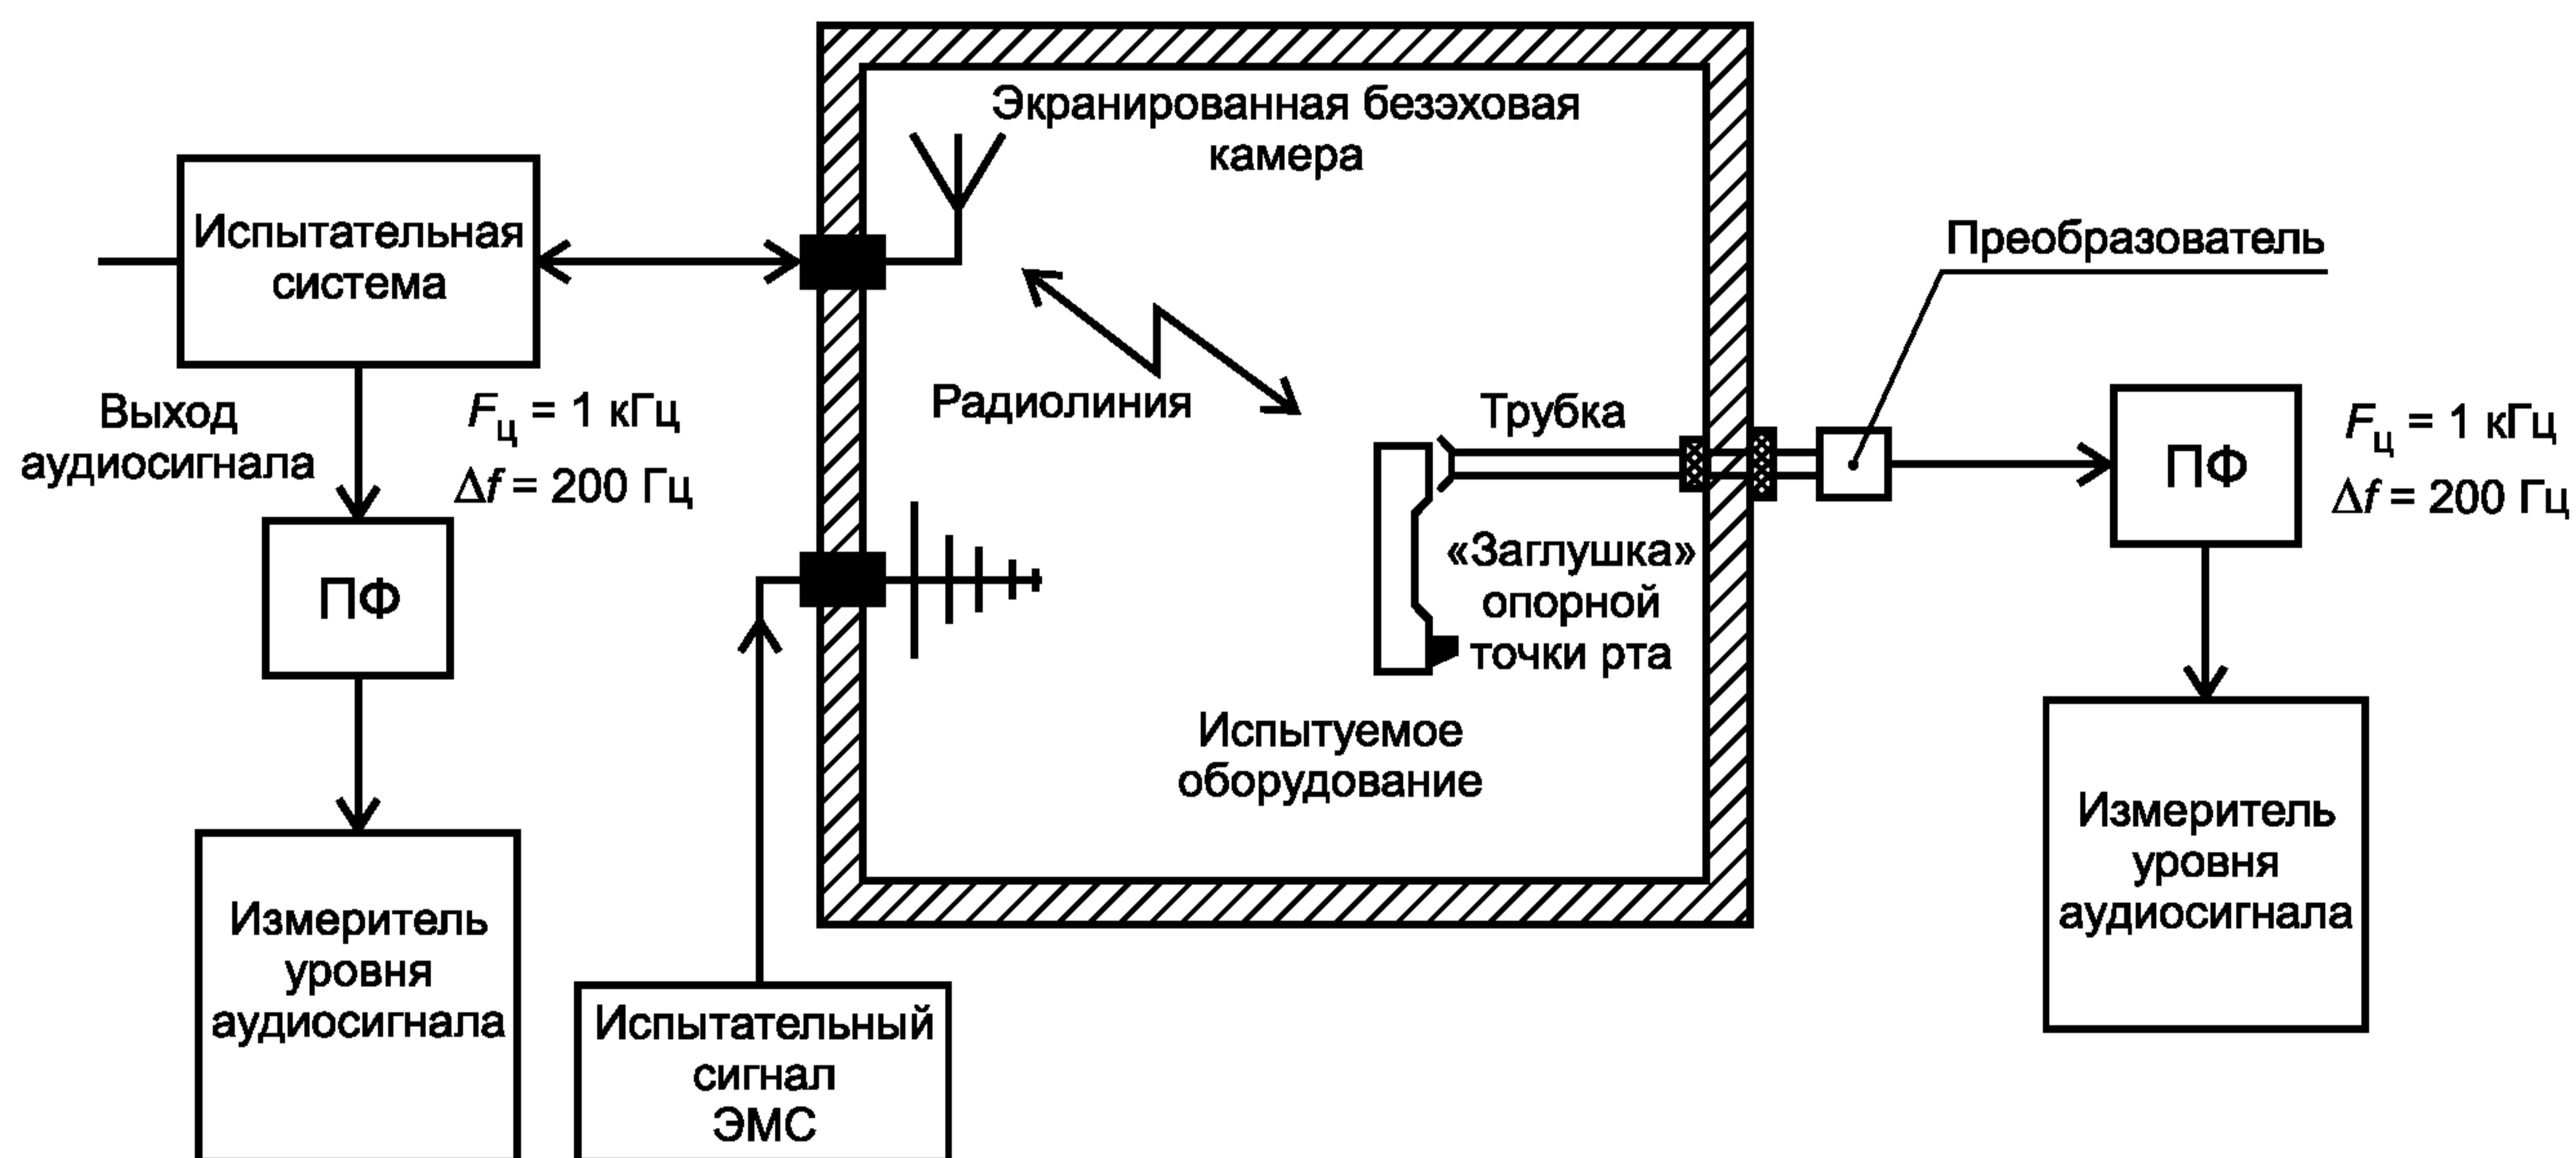 Экранированная безэховая
камера
Испытательная
система
Преобразователь
Выход
аудиосигнала
Fц = 1 кГц
Δf = 200 Гц
Радиолиния
Трубка
ПФ
Fц = 1 кГц
Δf = 200 Гц
ПФ
«Заглушка»
опорной
точки рта
Испытуемое
оборудование
Измеритель
уровня
аудиосигнала
Измеритель
уровня
аудиосигнала
Испытательный
сигнал
ЭМС